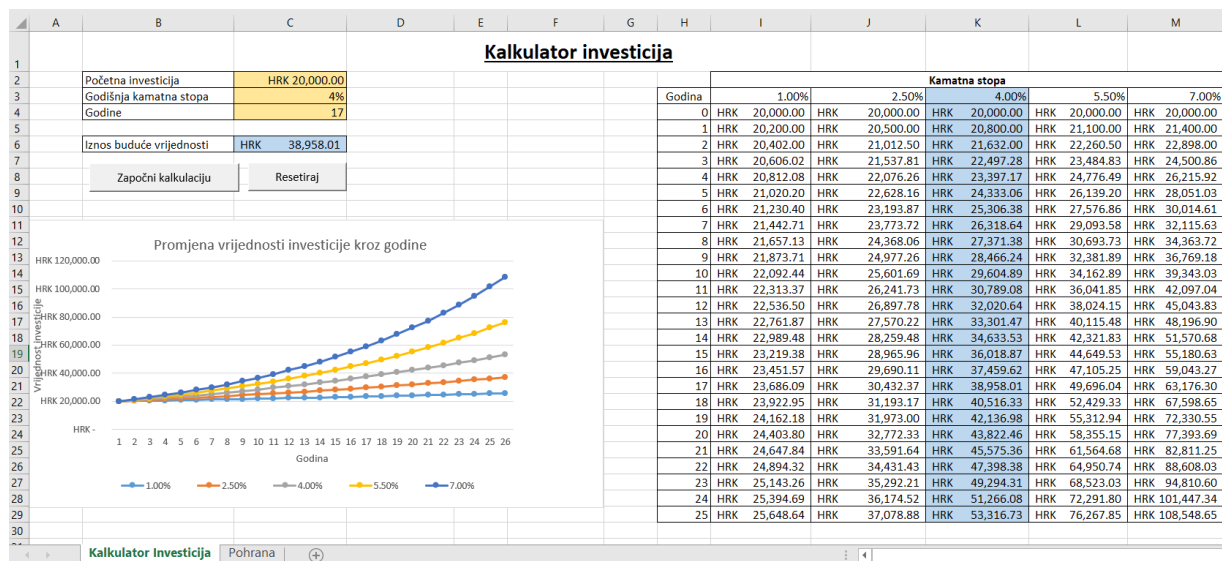 A B C D E F G H I J K L M
1 Kalkulator investicija
2 Početna investicija HRK 20,000.00 Kamatna stopa
3 Godišnja kamatna stopa 4% Godina 1.00% 2.50% 4.00% 5.50% 7.00%
4 Godine 17 0 HRK 20,000.00 HRK 20,000.00 HRK 20,000.00 HRK 20,000.00 HRK 20,000.00
5 1 HRK 20,200.00 HRK 20,500.00 HRK 20,800.00 HRK 21,100.00 HRK 21,400.00
6 Iznos buduće vrijednosti HRK 38,958.01 2 HRK 20,402.00 HRK 21,012.50 HRK 21,632.00 HRK 22,260.50 HRK 22,898.00
7 3 HRK 20,606.02 HRK 21,537.81 HRK 22,497.28 HRK 23,484.83 HRK 24,500.86
8 Započni kalkulaciju Resetiraj 4 HRK 20,812.08 HRK 22,076.26 HRK 23,397.17 HRK 24,776.49 HRK 26,215.92
9 5 HRK 21,020.20 HRK 22,628.16 HRK 24,333.06 HRK 26,139.20 HRK 28,051.03
10 6 HRK 21,230.40 HRK 23,193.87 HRK 25,306.38 HRK 27,576.86 HRK 30,014.61
11 7 HRK 21,442.71 HRK 23,773.72 HRK 26,318.64 HRK 29,093.58 HRK 32,115.63
12 8 HRK 21,657.13 HRK 24,368.06 HRK 27,371.38 HRK 30,693.73 HRK 34,363.72
13 9 HRK 21,873.71 HRK 24,977.26 HRK 28,466.24 HRK 32,381.89 HRK 36,769.18
14 10 HRK 22,092.44 HRK 25,601.69 HRK 29,604.89 HRK 34,162.89 HRK 39,343.03
15 11 HRK 22,313.37 HRK 26,241.73 HRK 30,789.08 HRK 36,041.85 HRK 42,097.04
16 12 HRK 22,536.50 HRK 26,897.78 HRK 32,020.64 HRK 38,024.15 HRK 45,043.83
17 13 HRK 22,761.87 HRK 27,570.22 HRK 33,301.47 HRK 40,115.48 HRK 48,196.90
18 14 HRK 22,989.48 HRK 28,259.48 HRK 34,633.53 HRK 42,321.83 HRK 51,570.68
19 15 HRK 23,219.38 HRK 28,965.96 HRK 36,018.87 HRK 44,649.53 HRK 55,180.63
20 16 HRK 23,451.57 HRK 29,690.11 HRK 37,459.62 HRK 47,105.25 HRK 59,043.27
21 17 HRK 23,686.09 HRK 30,432.37 HRK 38,958.01 HRK 49,696.04 HRK 63,176.30
22 18 HRK 23,922.95 HRK 31,193.17 HRK 40,516.33 HRK 52,429.33 HRK 67,598.65
23 19 HRK 24,162.18 HRK 31,973.00 HRK 42,136.98 HRK 55,312.94 HRK 72,330.55
24 20 HRK 24,403.80 HRK 32,772.33 HRK 43,822.46 HRK 58,355.15 HRK 77,393.69
25 21 HRK 24,647.84 HRK 33,591.64 HRK 45,575.36 HRK 61,564.68 HRK 82,811.25
26 22 HRK 24,894.32 HRK 34,431.43 HRK 47,398.38 HRK 64,950.74 HRK 88,608.03
27 23 HRK 25,143.26 HRK 35,292.21 HRK 49,294.31 HRK 68,523.03 HRK 94,810.60
28 24 HRK 25,394.69 HRK 36,174.52 HRK 51,266.08 HRK 72,291.80 HRK 101,447.34
29 25 HRK 25,648.64 HRK 37,078.88 HRK 53,316.73 HRK 76,267.85 HRK 108,548.65
30
Promjena vrijednosti investicije kroz godine
Vrijednost investicije
HRK 120,000.00
HRK 100,000.00
HRK 80,000.00
HRK 60,000.00
HRK 40,000.00
HRK 20,000.00
HRK -
1 2 3 4 5 6 7 8 9 10 11 12 13 14 15 16 17 18 19 20 21 22 23 24 25 26
Godina
1.00% 2.50% 4.00% 5.50% 7.00%
Kalkulator Investicija Pohrana